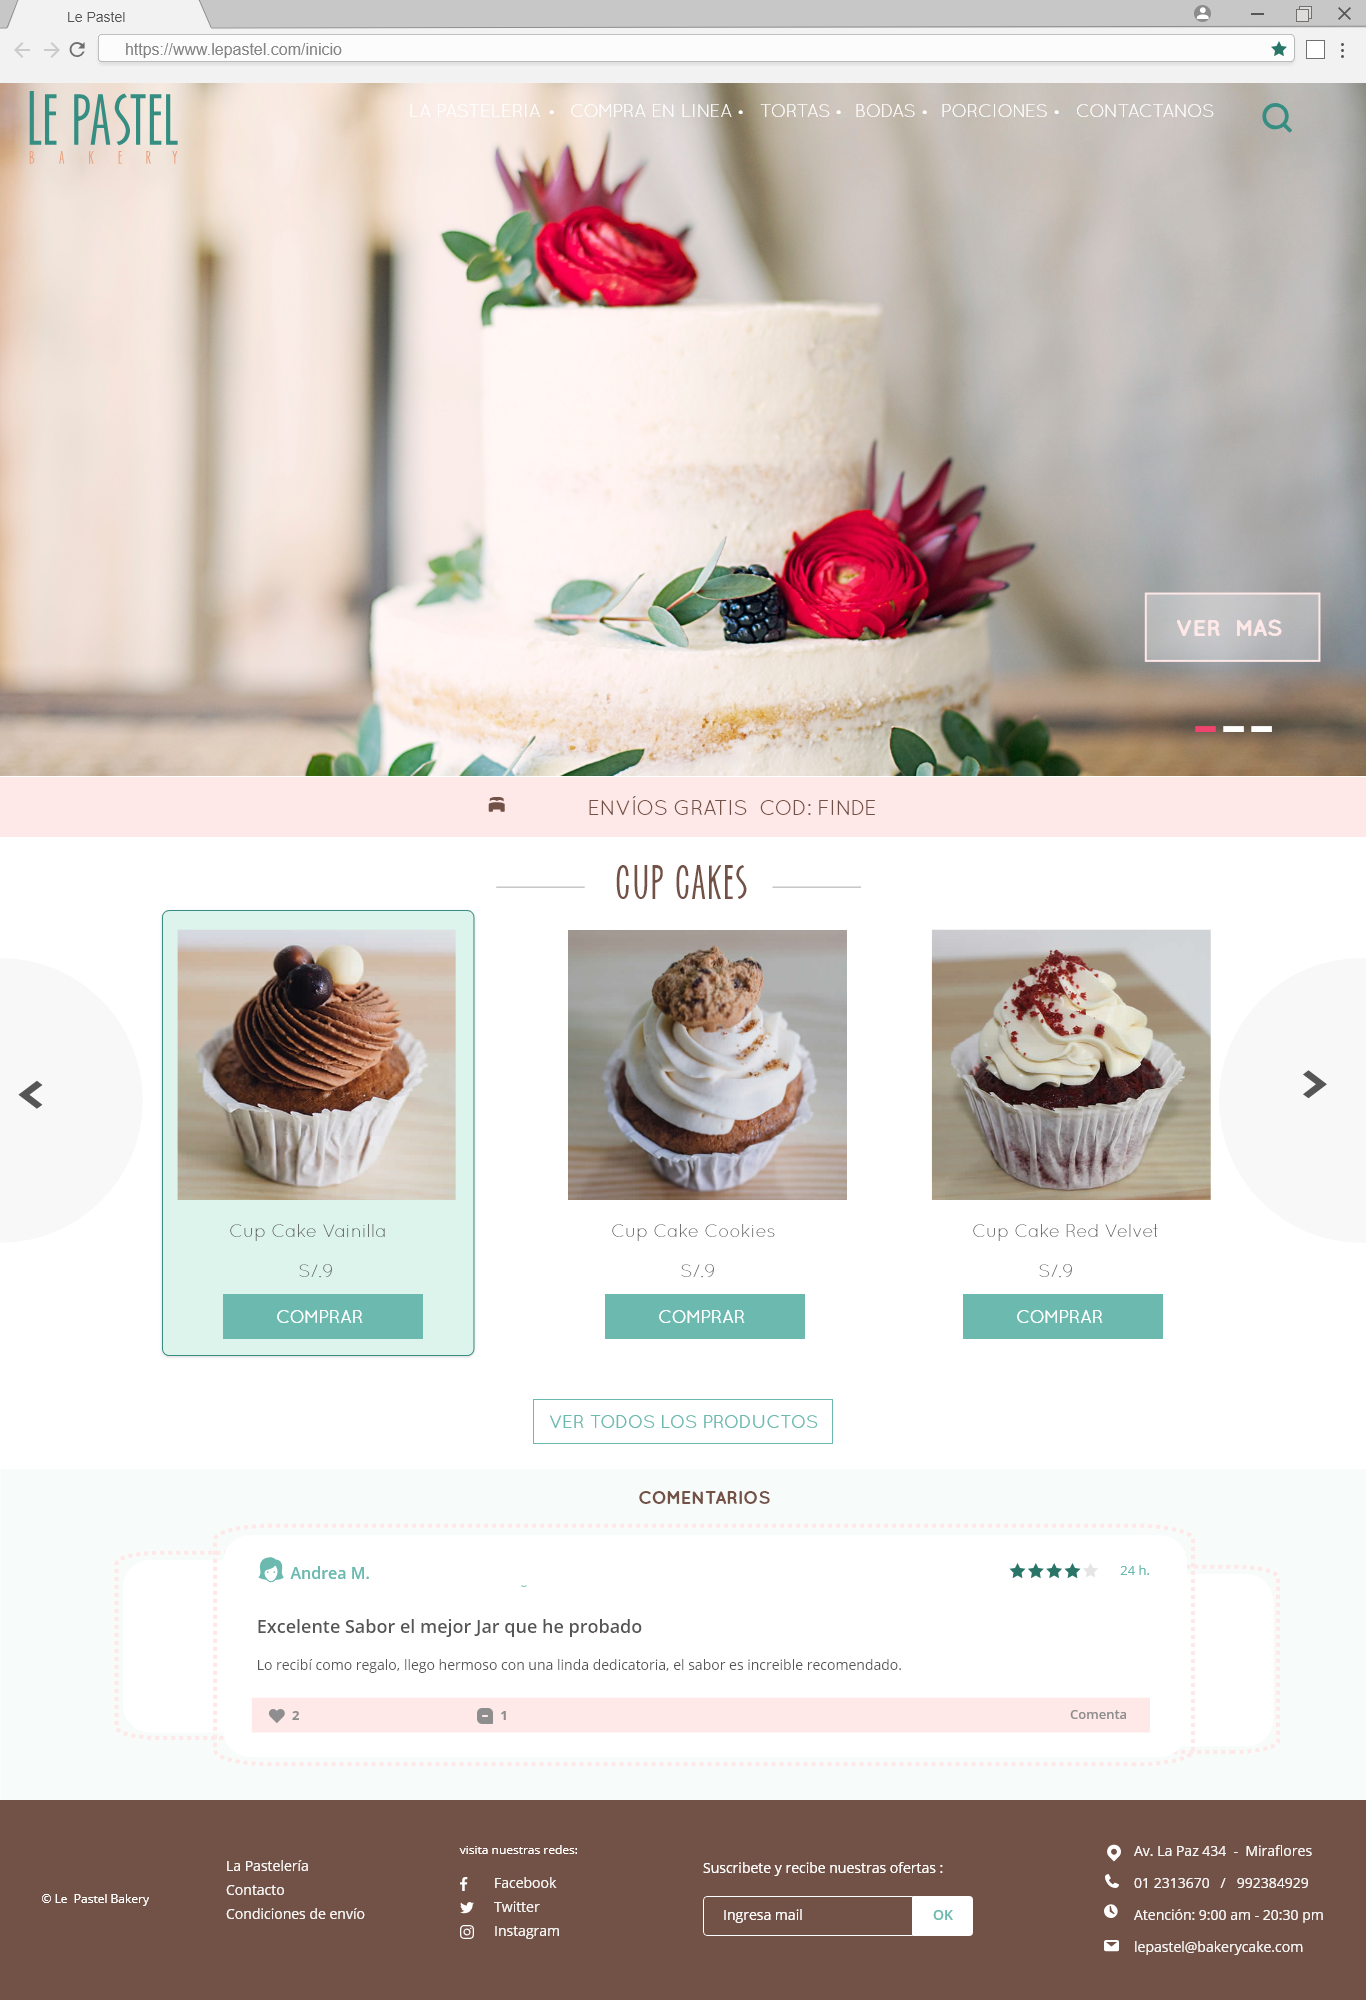 Le Pastel
https://www.lepastel.com/inicio
LE PASTEL
BAKERY
LA PASTELERIA • COMPRA EN LINEA • TORTAS • BODAS • PORCIONES • CONTACTANOS
VER MAS
ENVÍOS GRATIS COD: FINDE
CUP CAKES
Cup Cake Vainilla
S/.9
COMPRAR
Cup Cake Cookies
S/.9
COMPRAR
Cup Cake Red Velvet
S/.9
COMPRAR
VER TODOS LOS PRODUCTOS
COMENTARIOS
Andrea M.
24 h.
Excelente Sabor el mejor Jar que he probado
Lo recibí como regalo, llego hermoso con una linda dedicatoria, el sabor es increible recomendado.
2
1
Comenta
© Le Pastel Bakery
La Pastelería
Contacto
Condiciones de envío
visita nuestras redes:
Facebook
Twitter
Instagram
Suscribete y recibe nuestras ofertas :
Ingresa mail
OK
Av. La Paz 434 - Miraflores
01 2313670 / 992384929
Atención: 9:00 am - 20:30 pm
lepastel@bakerycake.com